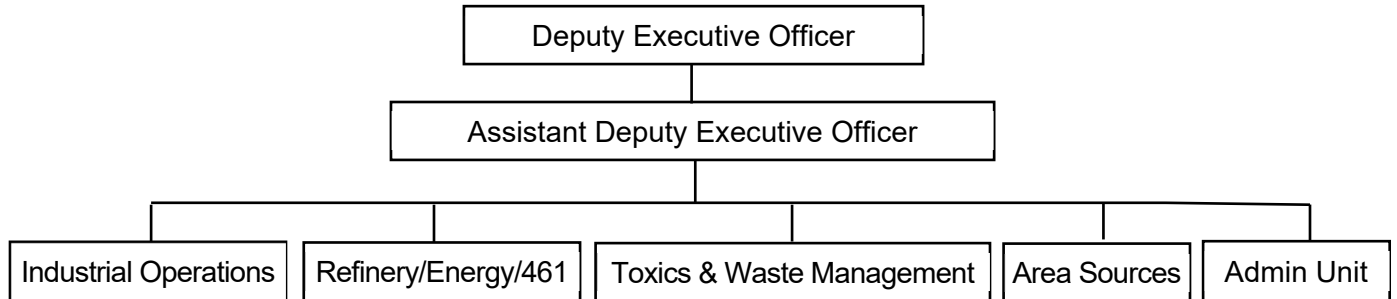 Deputy Executive Officer
Assistant Deputy Executive Officer
Industrial Operations
Refinery/Energy/461
Toxics & Waste Management
Area Sources
Admin Unit